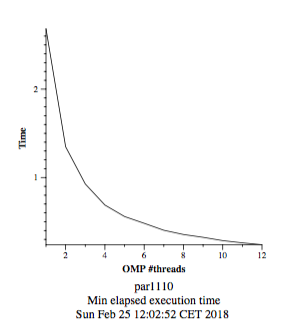 2
Time
1
2 4 6 8 10 12
OMP #threads
par1110
Min elapsed execution time
Sun Feb 25 12:02:52 CET 2018